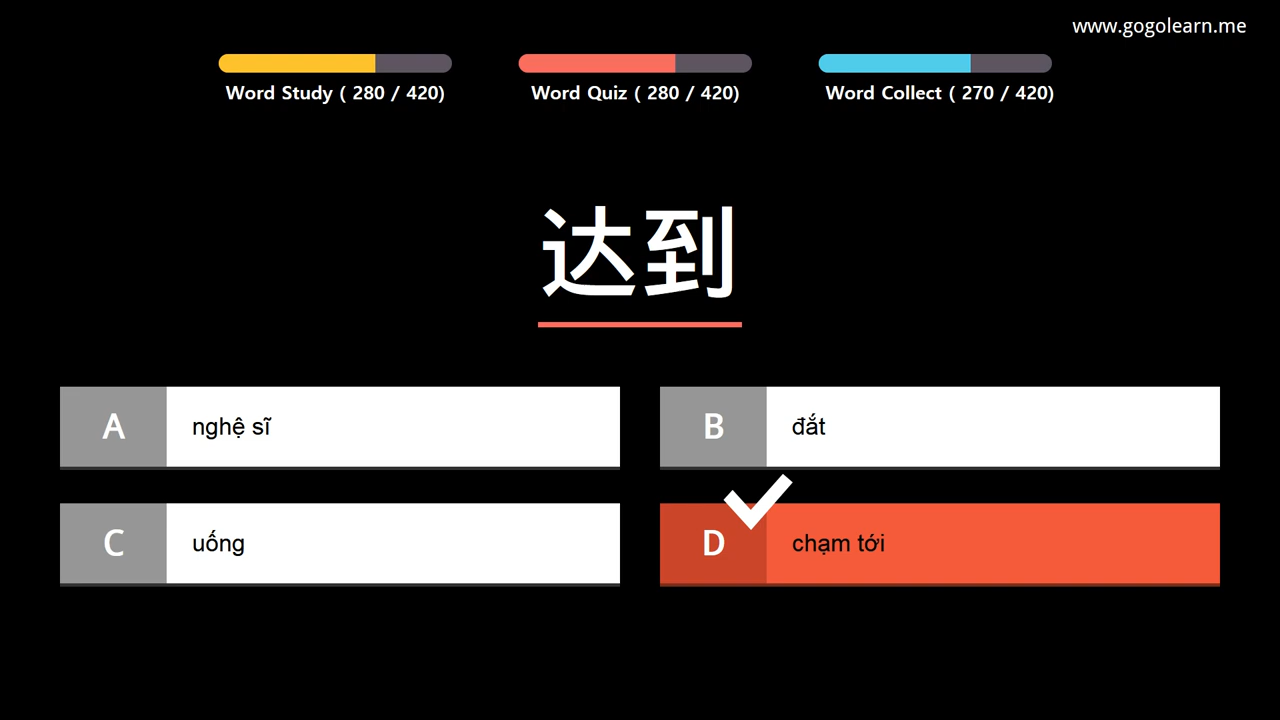 www.gogolearn.me
Word Study ( 280 / 420)
Word Quiz ( 280 / 420)
Word Collect ( 270 / 420)
达到
A
nghệ sĩ
B
đắt
C
uống
D
chạm tới